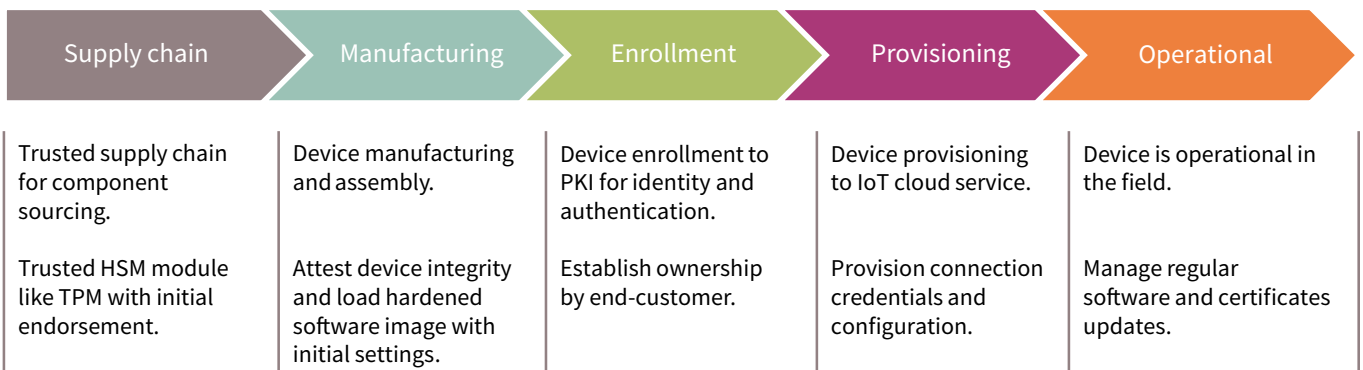 Supply chain
Manufacturing
Enrollment
Provisioning
Operational
Trusted supply chain
for component
sourcing.
Trusted HSM module
like TPM with initial
endorsement.
Device manufacturing
and assembly.
Attest device integrity
and load hardened
software image with
initial settings.
Device enrollment to
PKI for identity and
authentication.
Establish ownership
by end-customer.
Device provisioning
to IoT cloud service.
Provision connection
credentials and
configuration.
Device is operational in
the field.
Manage regular
software and certificates
updates.